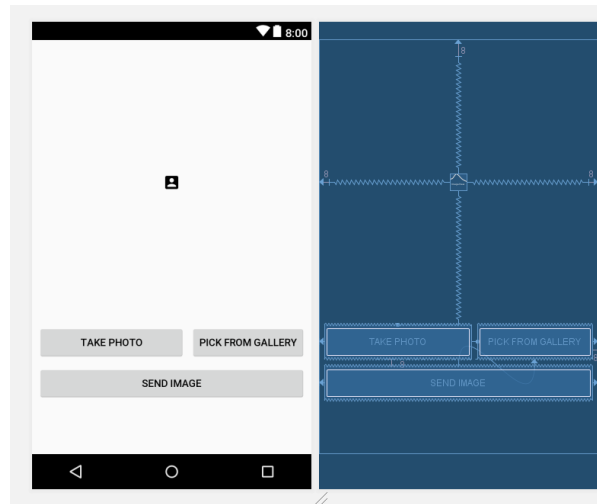 8:00
8
8
8
TAKE PHOTO
PICK FROM GALLERY
TAKE PHOTO
PICK FROM GALLERY
8
SEND IMAGE
SEND IMAGE